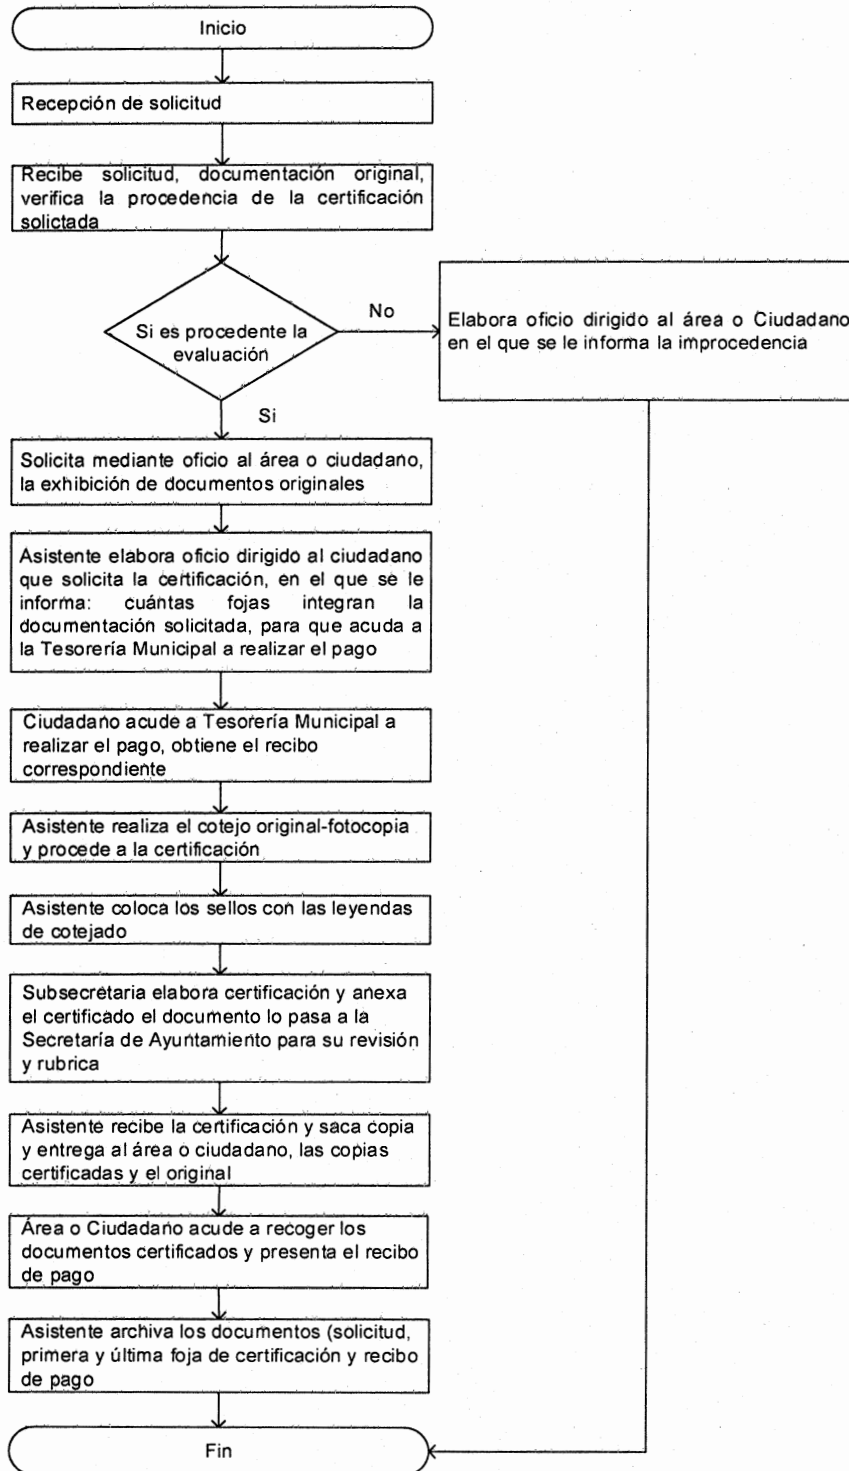 Inicio
Recepción de solicitud
Recibe solicitud, documentación original,
verifica la procedencia de la certificación
solictada
Si es procedente la
evaluación
No
Elabora oficio dirigido al área o Ciudadano
en el que se le informa la improcedencia
Si
Solicita mediante oficio al área o ciudadano,
la exhibición de documentos originales
Asistente elabora oficio dirigido al ciudadano
que solicita la certificación, en el que se le
informa: cuántas fojas integran la
documentación solicitada, para que acuda a
la Tesorería Municipal a realizar el pago
Ciudadano acude a Tesorería Municipal a
realizar el pago, obtiene el recibo
correspondiente
Asistente realiza el cotejo original-fotocopia
y procede a la certificación
Asistente coloca los sellos con las leyendas
de cotejado
Subsecretaria elabora certificación y anexa
el certificado el documento lo pasa a la
Secretaría de Ayuntamiento para su revisión
y rubrica
Asistente recibe la certificación y saca copia
y entrega al área o ciudadano, las copias
certificadas y el original
Área o Ciudadano acude a recoger los
documentos certificados y presenta el recibo
de pago
Asistente archiva los documentos (solicitud,
primera y última foja de certificación y recibo
de pago
Fin